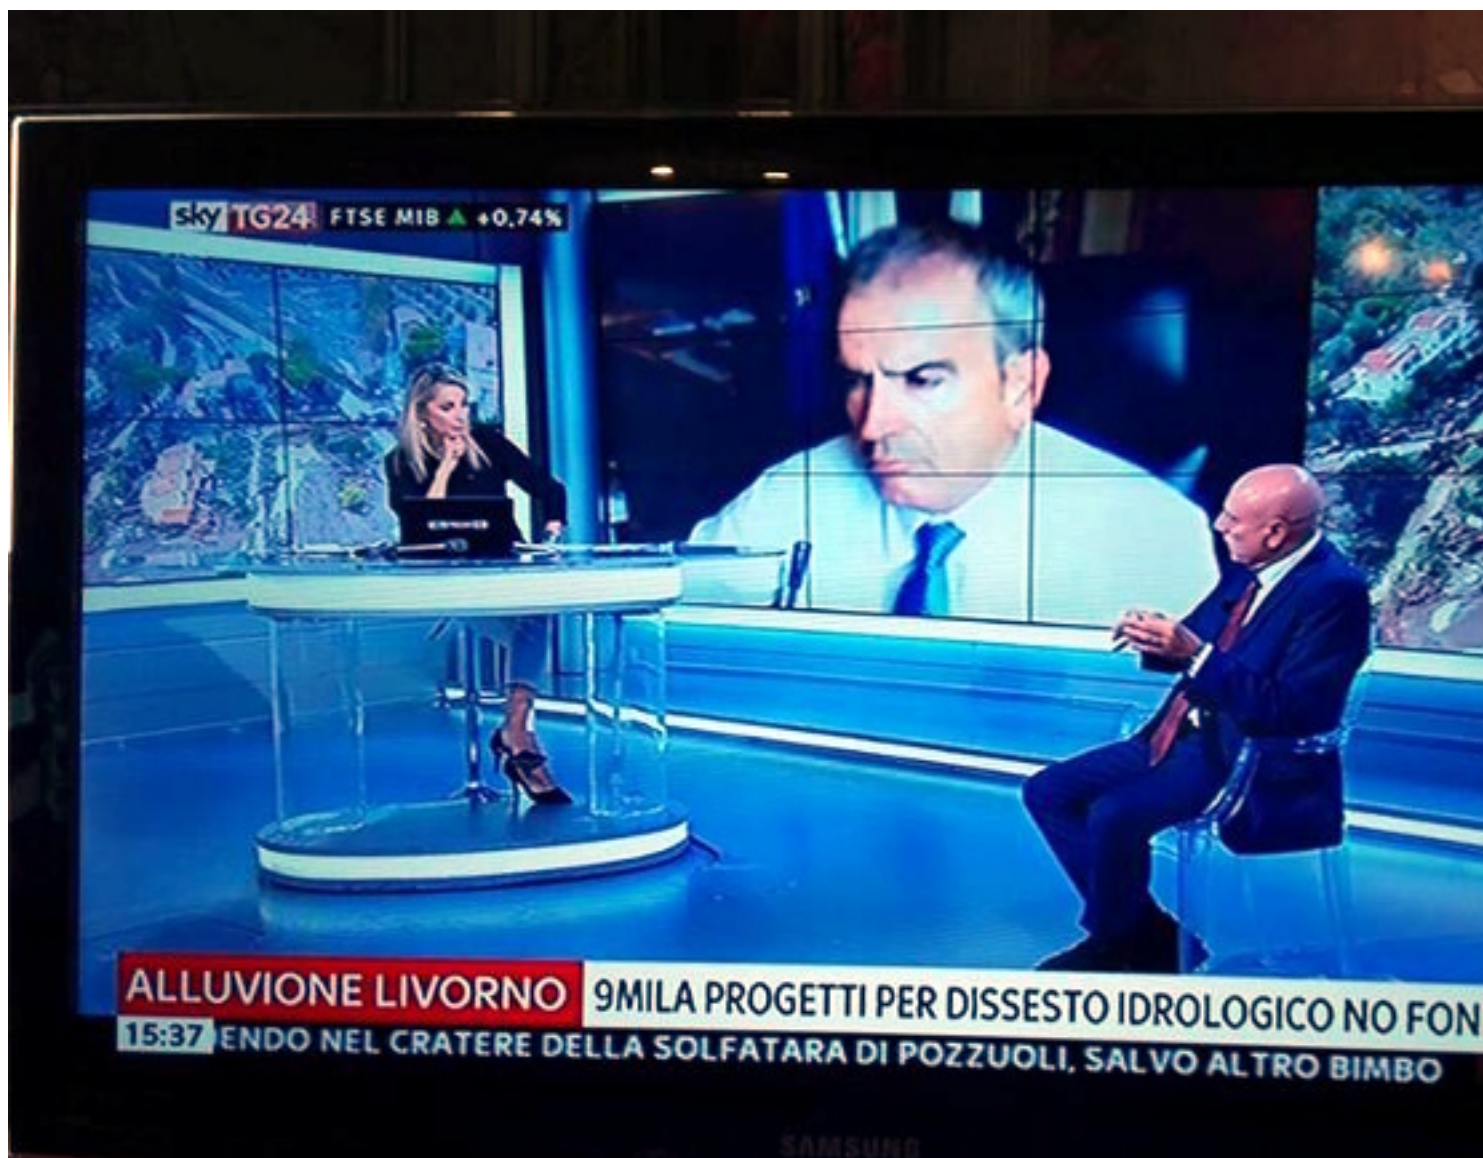 sky TG24 FTSE MIB ▲ +0,74%
ALLUVIONE LIVORNO 9MILA PROGETTI PER DISSESTO IDROLOGICO NO FON
15:37 ENDO NEL CRATERE DELLA SOLFATARA DI POZZUOLI, SALVO ALTRO BIMBO
SAMSUNG